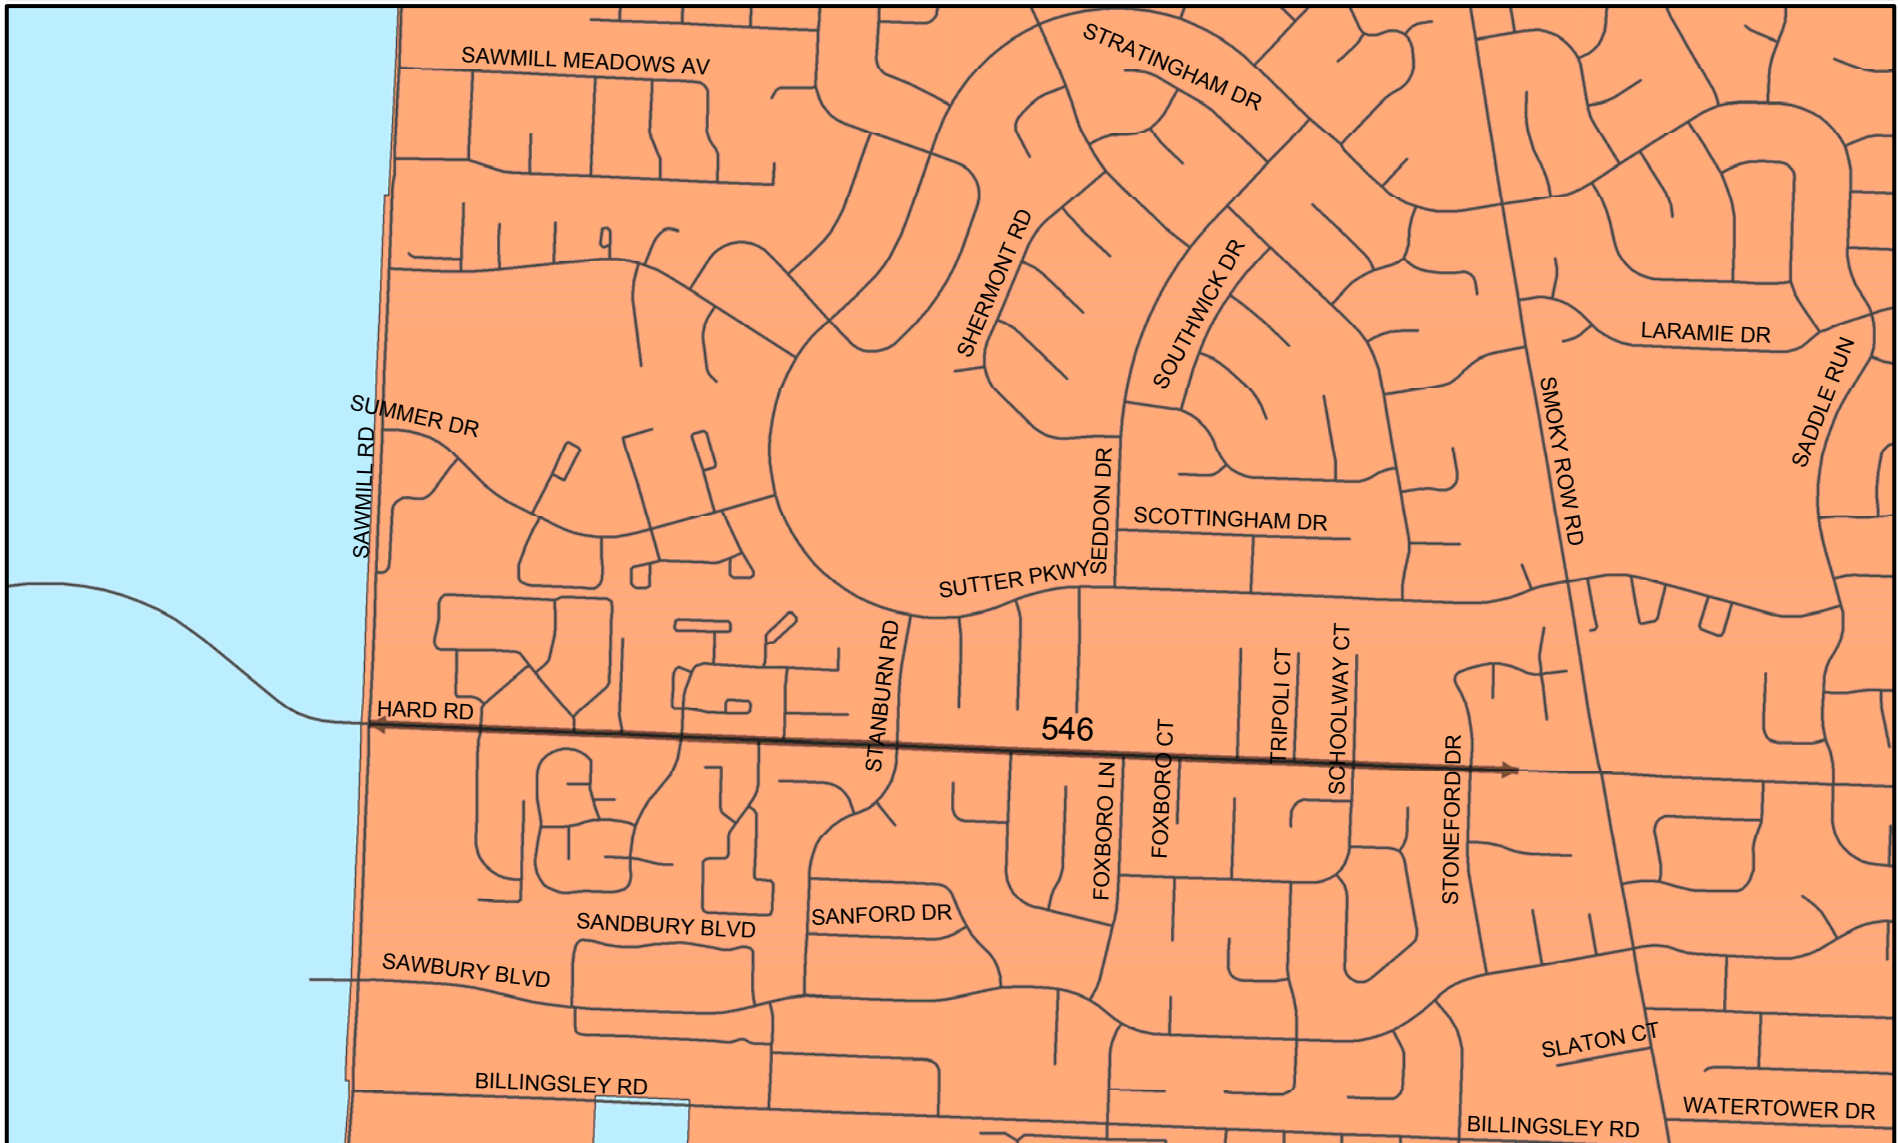 STRATINGHAM DR
SAWMILL MEADOWS AV
SHERMONT RD
SOUTHWICK DR
LARAMIE DR
SADDLE RUN
SMOKY ROW RD
SUMMER DR
SAWMILL RD
SEDDON DR
SCOTTINGHAM DR
SUTTER PKWY
STANBURN RD
TRIPOLI CT
SCHOOLWAY CT
HARD RD
546
FOXBORO CT
FOXBORO LN
STONEFORD DR
SANFORD DR
SANDBURY BLVD
SAWBURY BLVD
SLATON CT
BILLINGSLEY RD
WATERTOWER DR
BILLINGSLEY RD